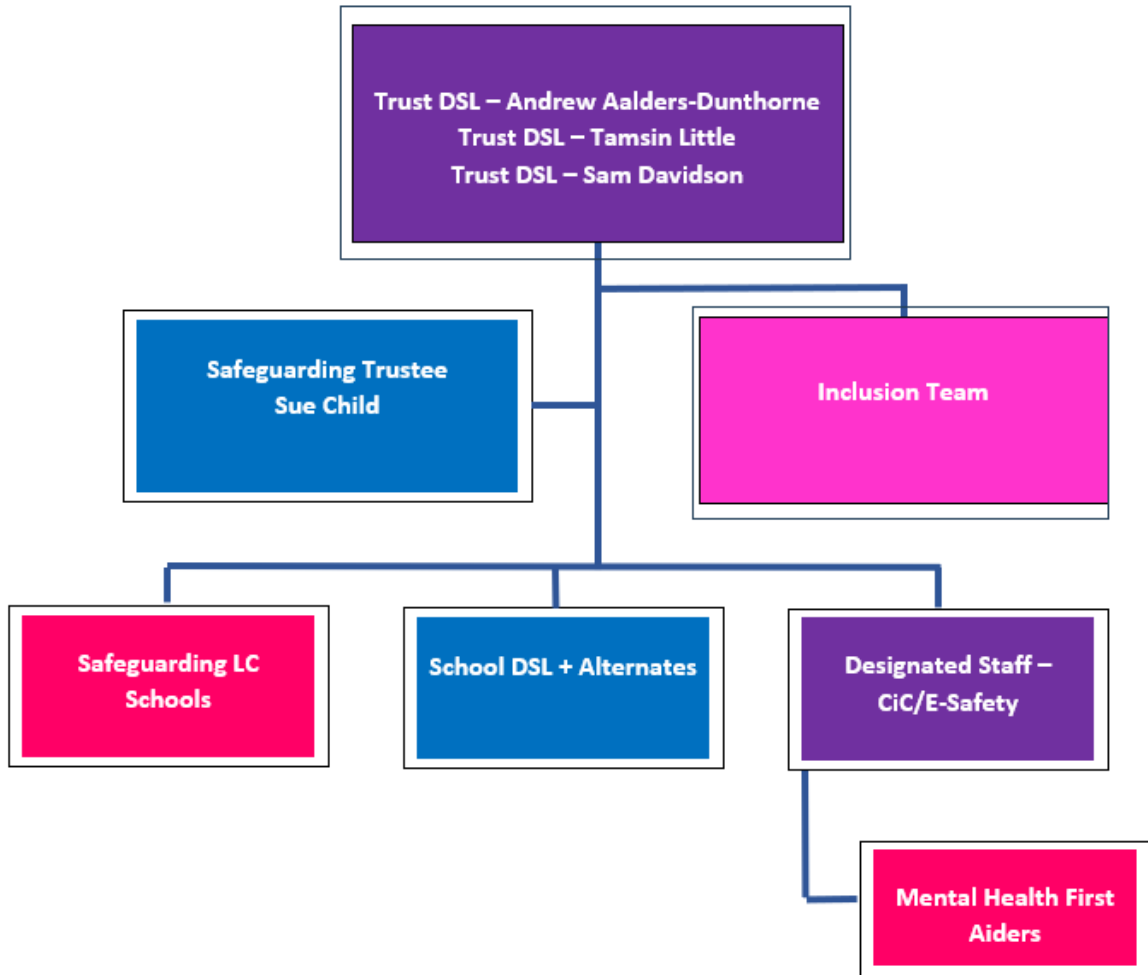 Trust DSL – Andrew Aalders-Dunthorne
Trust DSL – Tamsin Little
Trust DSL – Sam Davidson
Safeguarding Trustee
Sue Child
Inclusion Team
Safeguarding LC
Schools
School DSL + Alternates
Designated Staff –
CiC/E-Safety
Mental Health First
Aiders